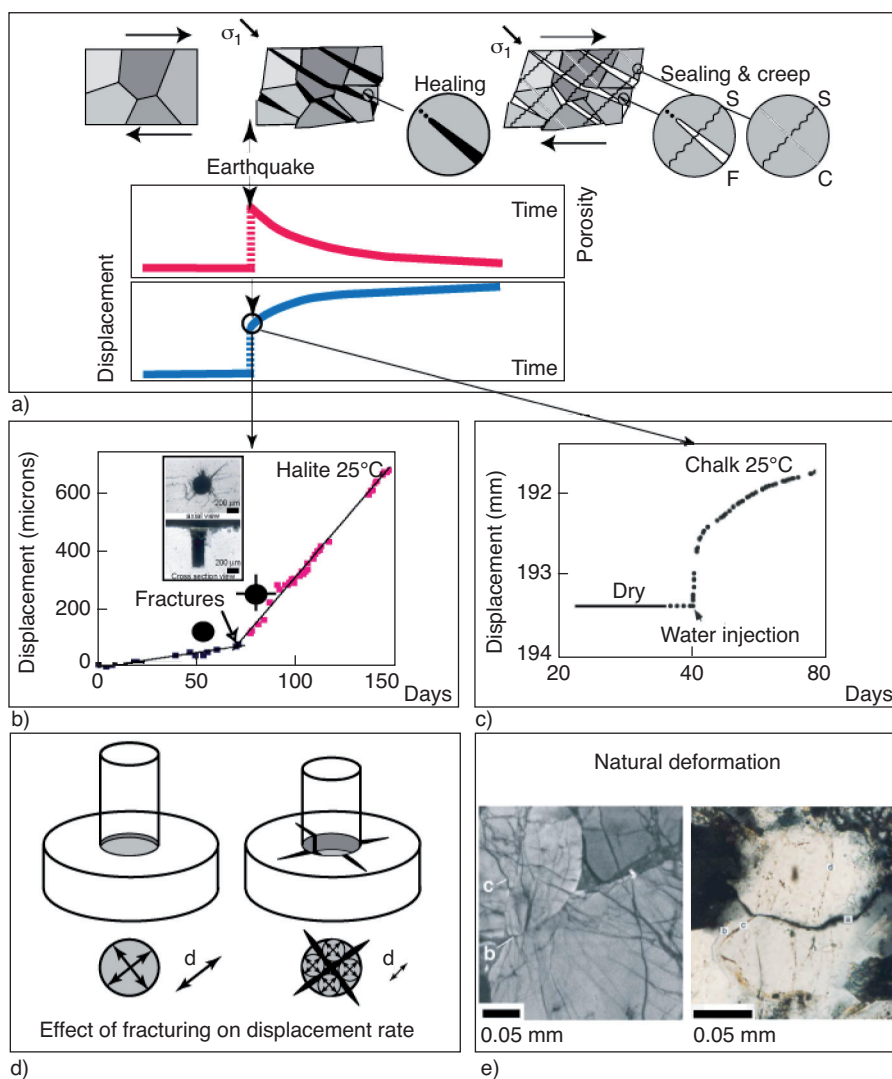 σ1
σ1
Healing
Sealing & creep
S
S
F
C
Earthquake
Time
Porosity
Displacement
Time
a)
Displacement (microns)
600
400
200
0
0
50
100
150
Days
Halite 25°C
200 µm
axial view
200 µm
Cross section view
Fractures
b)
Displacement (mm)
192
193
194
20
40
80
Days
Chalk 25°C
Dry
Water injection
c)
d
d
Effect of fracturing on displacement rate
d)
Natural deformation
c
b
0.05 mm
d
a
b
c
0.05 mm
e)